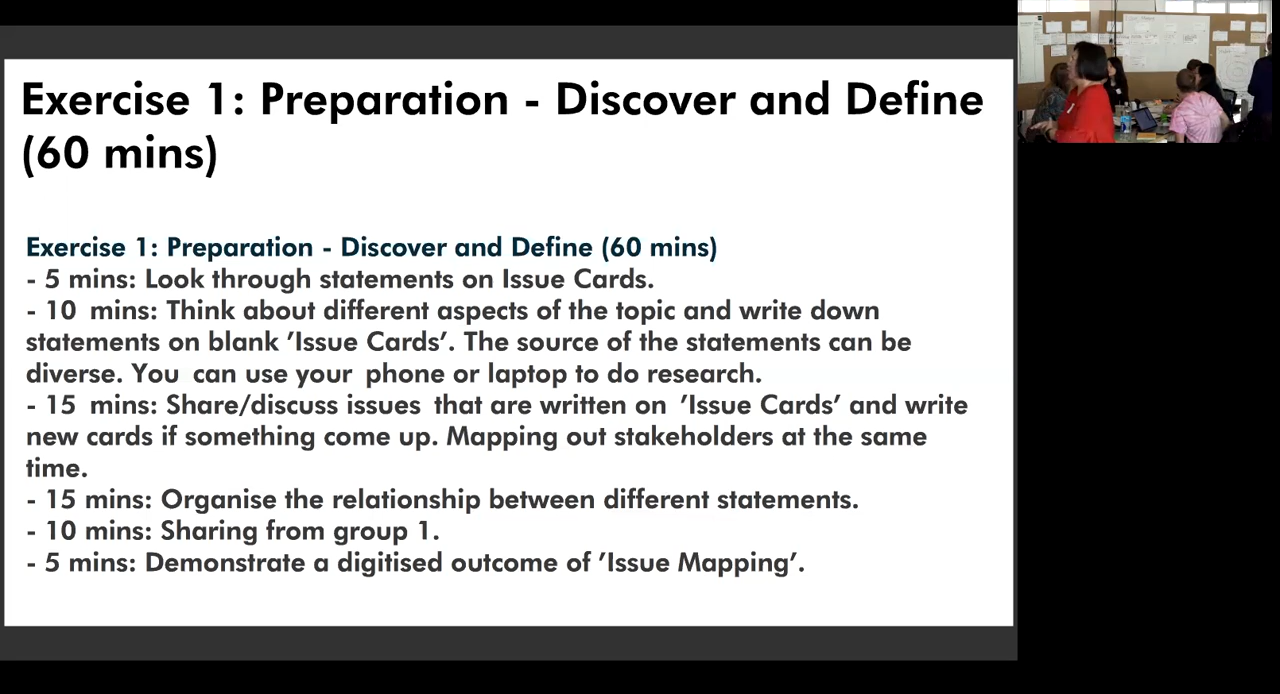 Exercise 1: Preparation - Discover and Define
(60 mins)
Exercise 1: Preparation - Discover and Define (60 mins)
- 5 mins: Look through statements on Issue Cards.
- 10 mins: Think about different aspects of the topic and write down
statements on blank ’Issue Cards’. The source of the statements can be
diverse. You can use your phone or laptop to do research.
- 15 mins: Share/discuss issues that are written on ’Issue Cards’ and write
new cards if something come up. Mapping out stakeholders at the same
time.
- 15 mins: Organise the relationship between different statements.
- 10 mins: Sharing from group 1.
- 5 mins: Demonstrate a digitised outcome of ’Issue Mapping’.